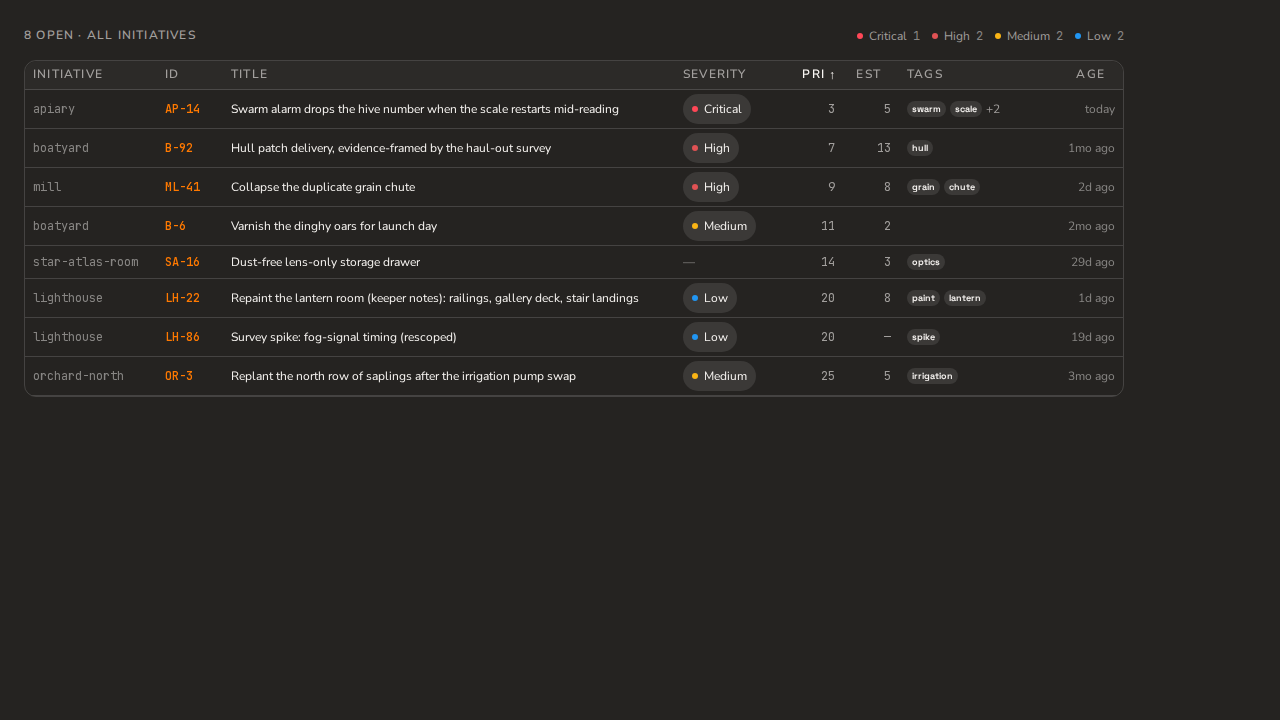 8 OPEN · ALL INITIATIVES
Critical 1 High 2 Medium 2 Low 2
INITIATIVE ID TITLE SEVERITY PRI ↑ EST TAGS AGE
apiary AP-14 Swarm alarm drops the hive number when the scale restarts mid-reading Critical 3 5 swarm scale +2 today
boatyard B-92 Hull patch delivery, evidence-framed by the haul-out survey High 7 13 hull 1mo ago
mill ML-41 Collapse the duplicate grain chute High 9 8 grain chute 2d ago
boatyard B-6 Varnish the dinghy oars for launch day Medium 11 2 2mo ago
star-atlas-room SA-16 Dust-free lens-only storage drawer — 14 3 optics 29d ago
lighthouse LH-22 Repaint the lantern room (keeper notes): railings, gallery deck, stair landings Low 20 8 paint lantern 1d ago
lighthouse LH-86 Survey spike: fog-signal timing (rescoped) Low 20 — spike 19d ago
orchard-north OR-3 Replant the north row of saplings after the irrigation pump swap Medium 25 5 irrigation 3mo ago